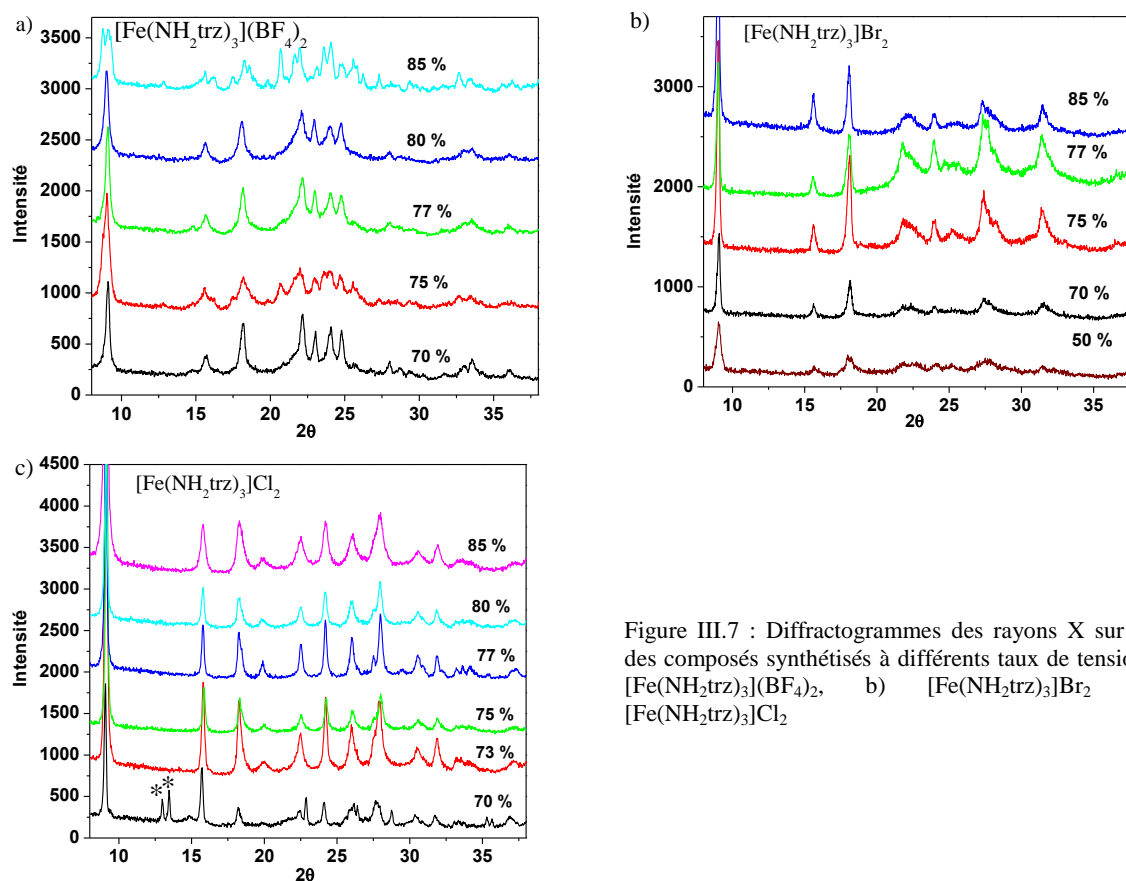 a)
[Fe(NH2trz)3](BF4)2
3500
3000
2500
2000
1500
1000
500
0
Intensité
85 %
80 %
77 %
75 %
70 %
10 15 20 25 30 35
2θ
b)
[Fe(NH2trz)3]Br2
3000
2000
1000
0
Intensité
85 %
77 %
75 %
70 %
50 %
10 15 20 25 30 35
2θ
c)
[Fe(NH2trz)3]Cl2
4500
4000
3500
3000
2500
2000
1500
1000
500
0
Intensité
85 %
80 %
77 %
75 %
73 %
70 %
* *
10 15 20 25 30 35
2θ
Figure III.7 : Diffractogrammes des rayons X sur
des composés synthétisés à différents taux de tensio
[Fe(NH2trz)3](BF4)2, b) [Fe(NH2trz)3]Br2
[Fe(NH2trz)3]Cl2